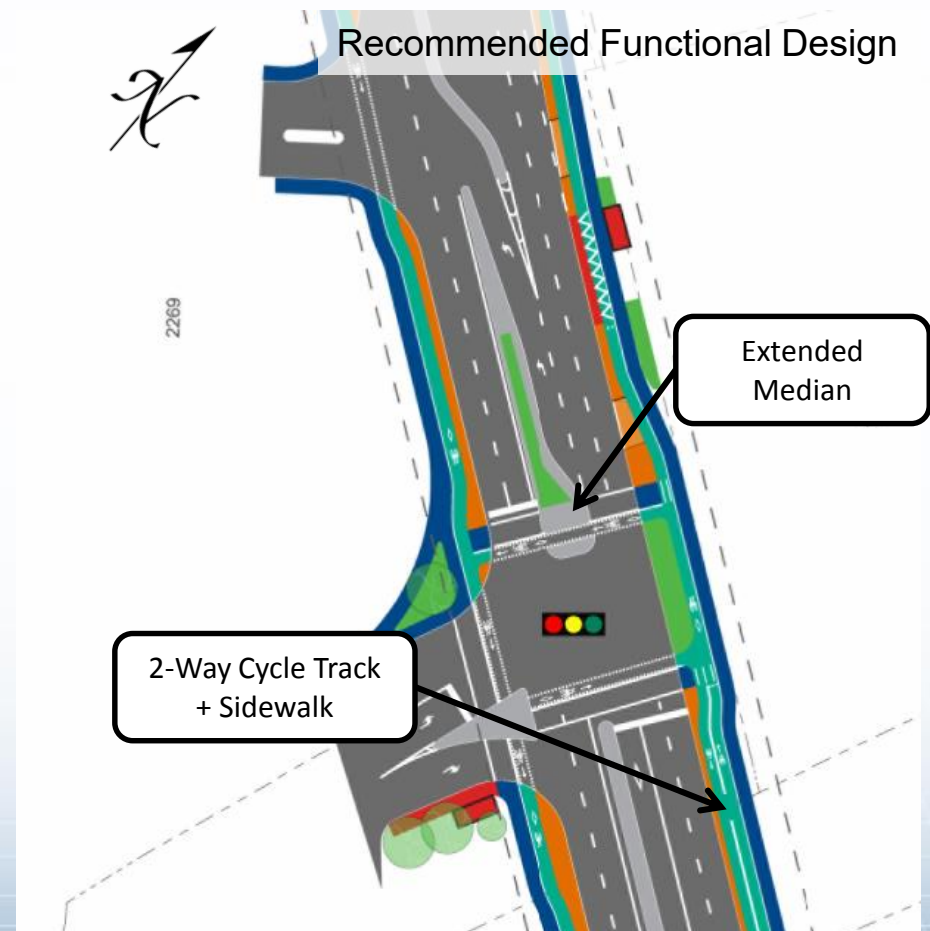 Recommended Functional Design
2269
Extended
Median
2-Way Cycle Track
+ Sidewalk